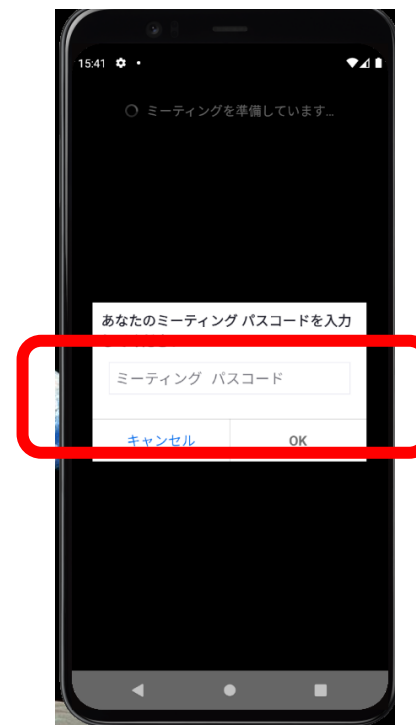 15:41
ミーティングを準備しています...
あなたのミーティング パスコードを入力
ミーティング パスコード
キャンセル
OK